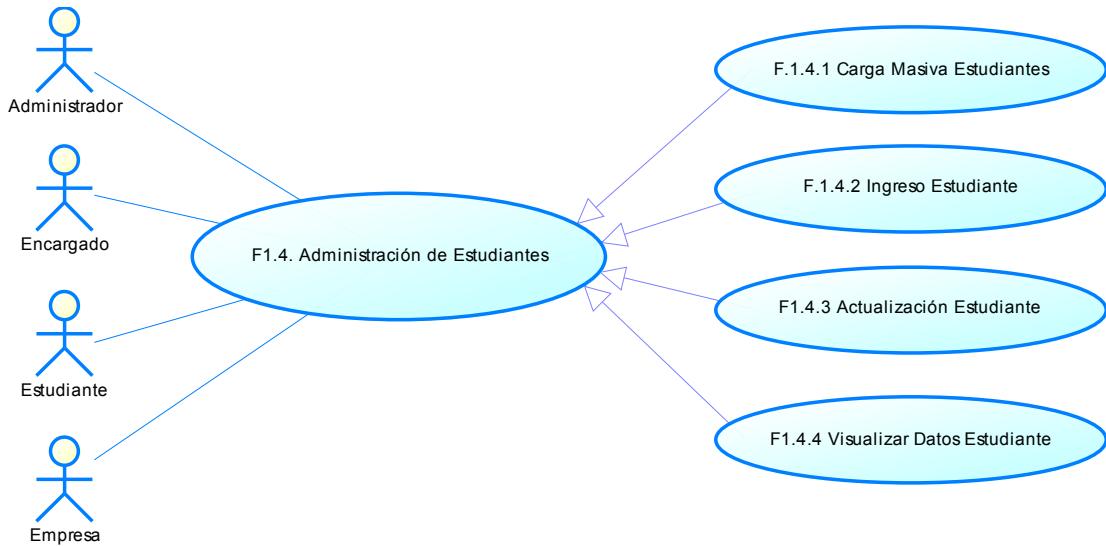 Administrador
Encargado
Estudiante
Empresa
F1.4. Administración de Estudiantes
F.1.4.1 Carga Masiva Estudiantes
F.1.4.2 Ingreso Estudiante
F1.4.3 Actualización Estudiante
F1.4.4 Visualizar Datos Estudiante